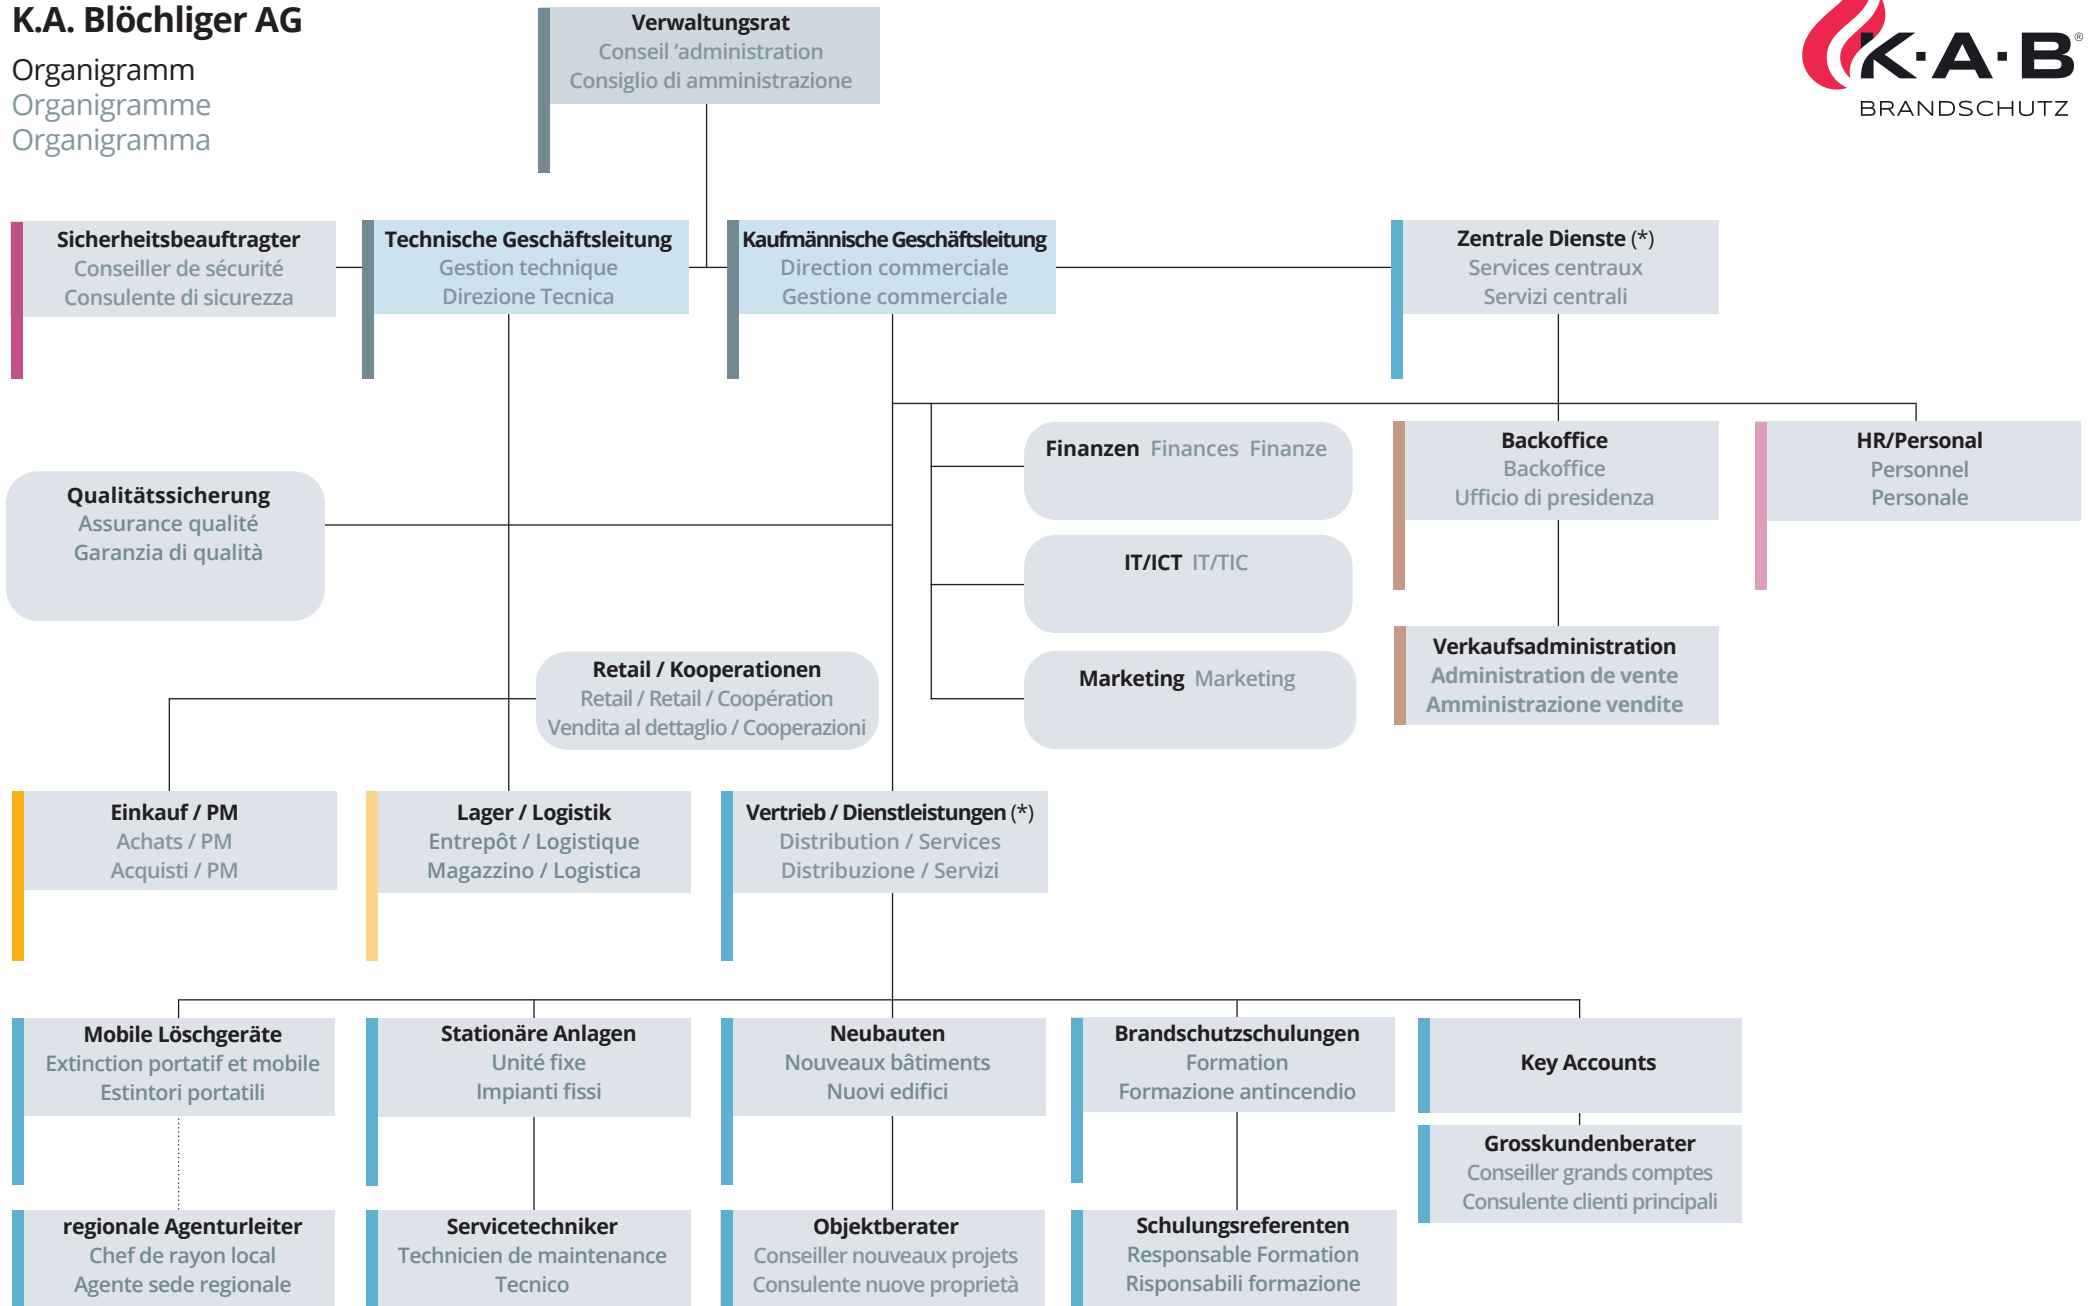 K.A. Blöchliger AG
Organigramm
Organigramme
Organigramma
Verwaltungsrat
Conseil 'administration
Consiglio di amministrazione
K·A·B®
BRANDSCHUTZ
Sicherheitsbeauftragter
Conseiller de sécurité
Consulente di sicurezza
Technische Geschäftsleitung
Gestion technique
Direzione Tecnica
Kaufmännische Geschäftsleitung
Direction commerciale
Gestione commerciale
Zentrale Dienste (*)
Services centraux
Servizi centrali
Qualitätssicherung
Assurance qualité
Garanzia di qualità
Finanzen Finances Finanze
IT/ICT IT/TIC
Marketing Marketing
Backoffice
Backoffice
Ufficio di presidenza
HR/Personal
Personnel
Personale
Verkaufsadministration
Administration de vente
Amministrazione vendite
Retail / Kooperationen
Retail / Retail / Coopération
Vendita al dettaglio / Cooperazioni
Einkauf / PM
Achats / PM
Acquisti / PM
Lager / Logistik
Entrepôt / Logistique
Magazzino / Logistica
Vertrieb / Dienstleistungen (*)
Distribution / Services
Distribuzione / Servizi
Mobile Löschgeräte
Extinction portatif et mobile
Estintori portatili
Stationäre Anlagen
Unité fixe
Impianti fissi
Neubauten
Nouveaux bâtiments
Nuovi edifici
Brandschutzschulungen
Formation
Formazione antincendio
Key Accounts
Grosskundenberater
Conseiller grands comptes
Consulente clienti principali
regionale Agenturleiter
Chef de rayon local
Agente sede regionale
Servicetechniker
Technicien de maintenance
Tecnico
Objektberater
Conseiller nouveaux projets
Consulente nuove proprietà
Schulungsreferenten
Responsable Formation
Risponsabili formazione